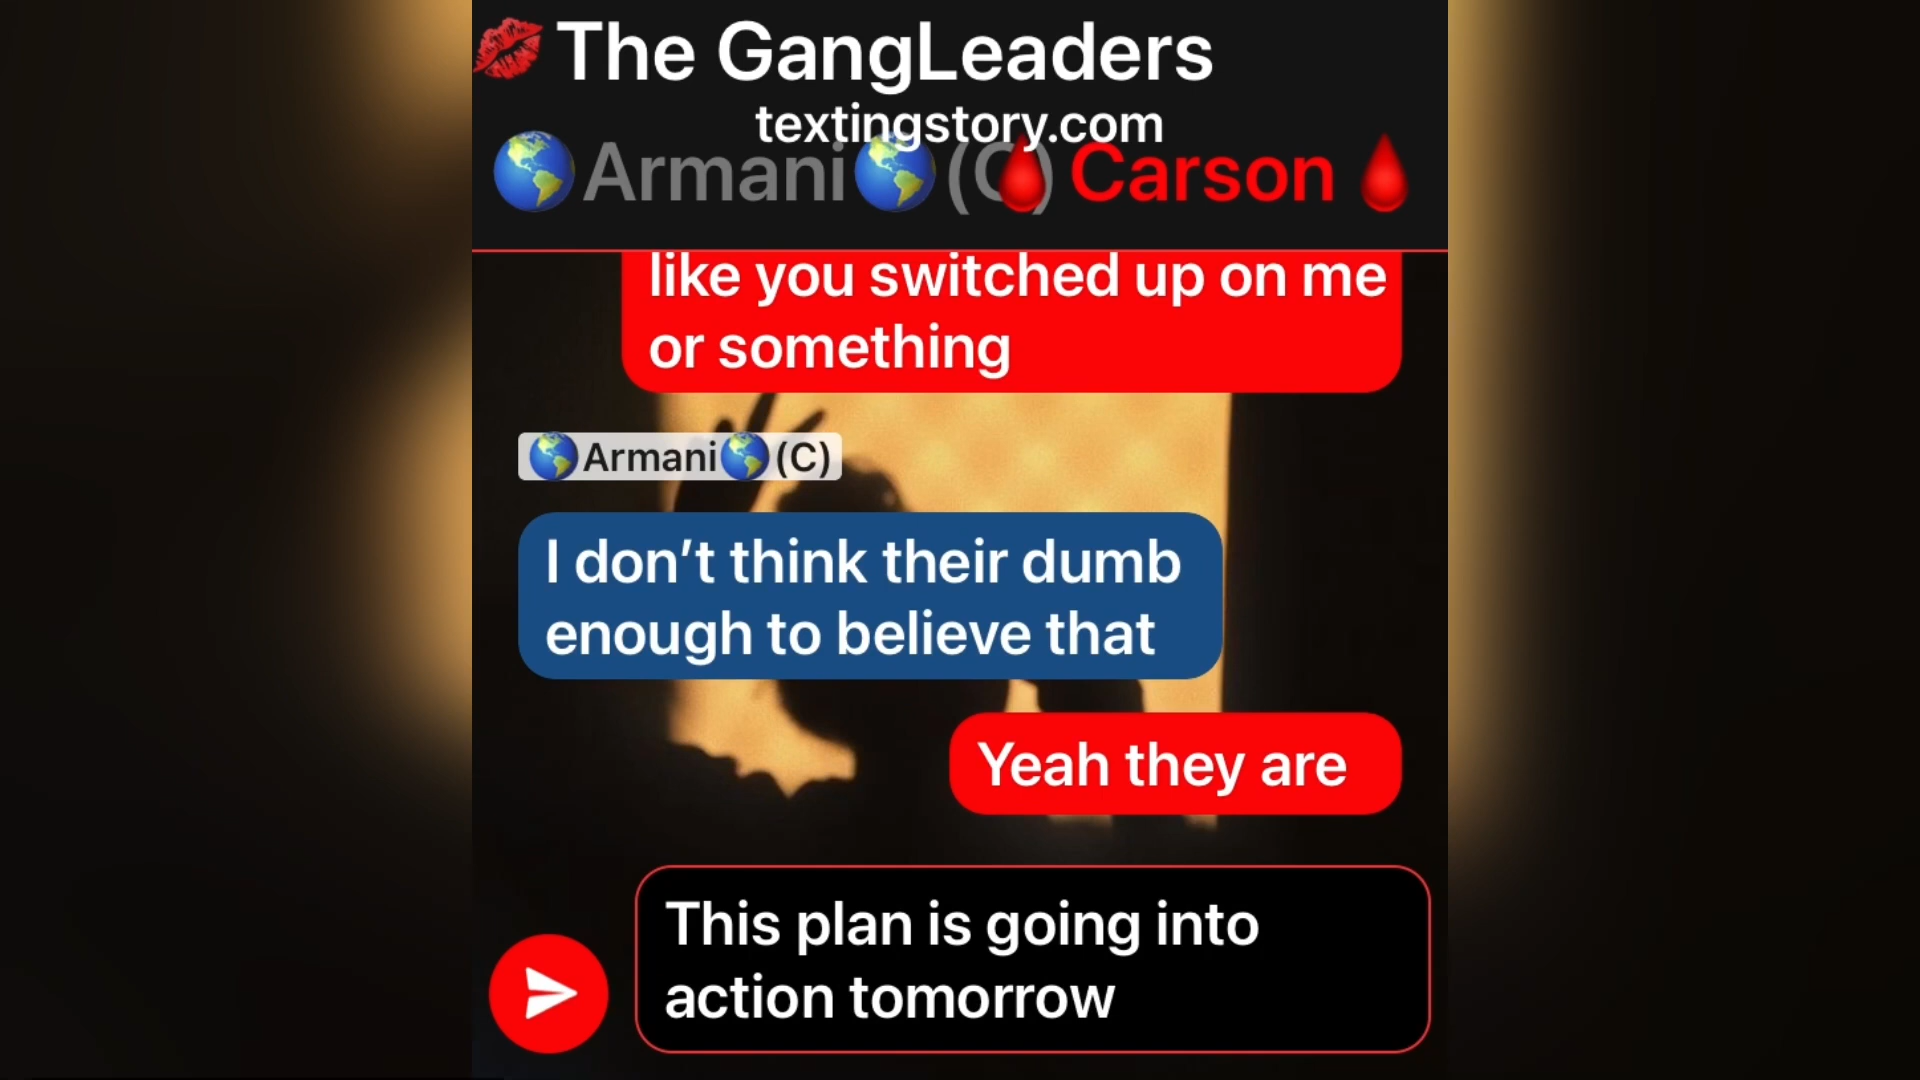 💋 The GangLeaders
textingstory.com
🌎Armani🌎(C)
🩸 Carson 🩸
like you switched up on me
or something
🌎Armani🌎(C)
I don’t think their dumb
enough to believe that
Yeah they are
This plan is going into
action tomorrow